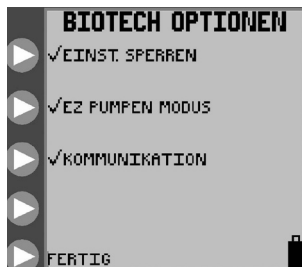 BIOTECH OPTIONEN
√EINST. SPERREN
√EZ PUMPEN MODUS
√KOMMUNIKATION
FERTIG